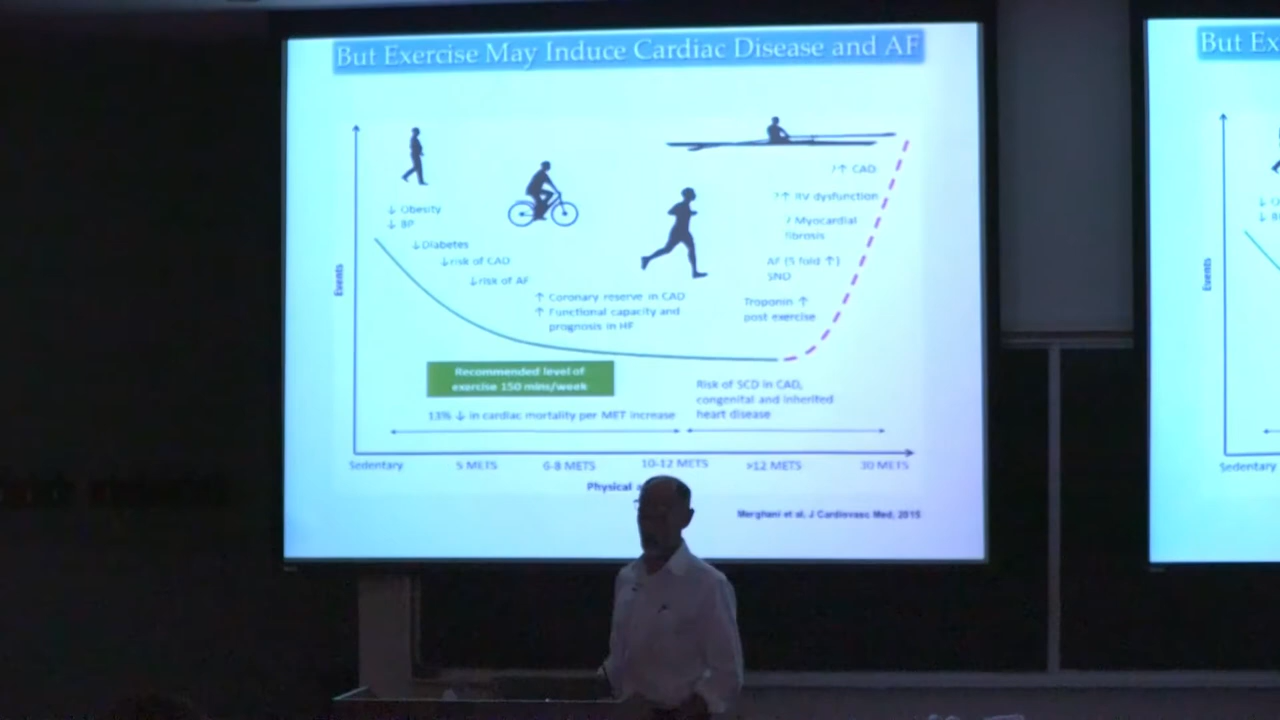 But Exercise May Induce Cardiac Disease and AF
↓ Obesity
↓ BP
↓ Diabetes
↓ risk of CAD
↓ risk of AF
↑ Coronary reserve in CAD
↑ Functional capacity and
prognosis in HF
?↑ CAD
?↑ RV dysfunction
? Myocardial
fibrosis
AF (5 fold ↑)
SND
Troponin ↑
post exercise
Events
Recommended level of
exercise 150 mins/week
13% ↓ in cardiac mortality per MET increase
Risk of SCD in CAD,
congenital and inherited
heart disease
Sedentary 5 METS 6-8 METS 10-12 METS >12 METS 30 METS
Physical
Merghani et al, J Cardiovasc Med, 2015
But Ex
Events
Sedentary